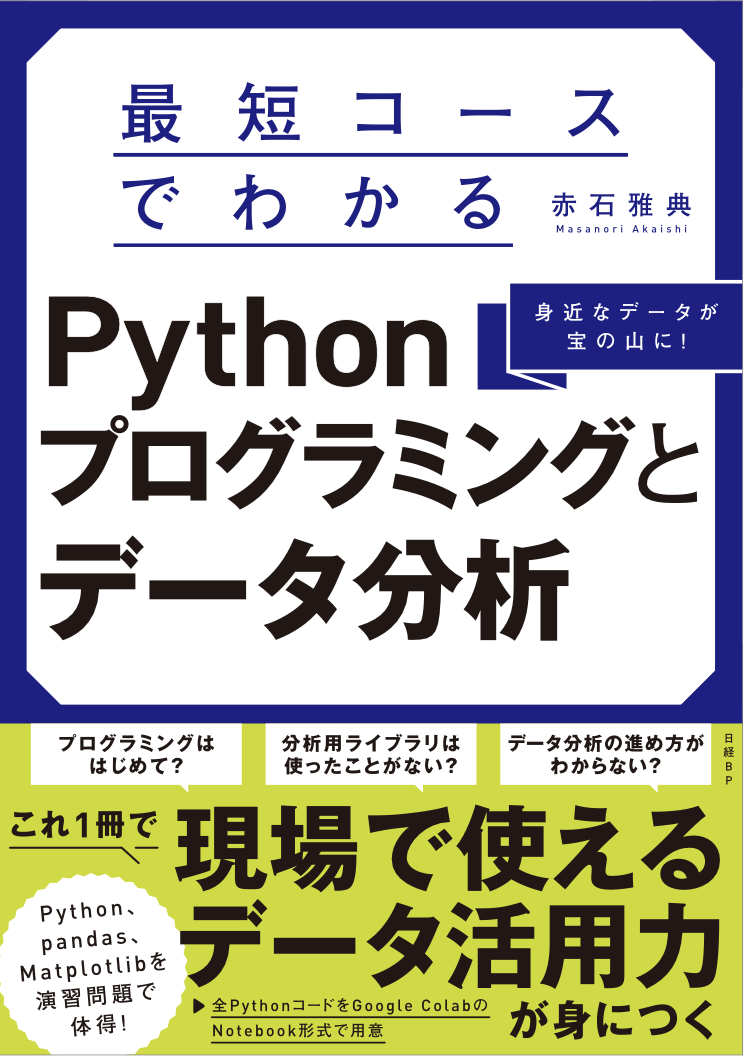 最短コース
でわかる
赤石雅典
Masanori Akaishi
身近なデータが
宝の山に!
Python
プログラミングと
データ分析
プログラミングは
はじめて?
分析用ライブラリは
使ったことがない?
データ分析の進め方が
わからない?
日経BP
これ1冊で
現場で使える
データ活用力
が身につく
Python、
pandas、
Matplotlibを
演習問題で
体得!
▶全PythonコードをGoogle Colabの
Notebook形式で用意